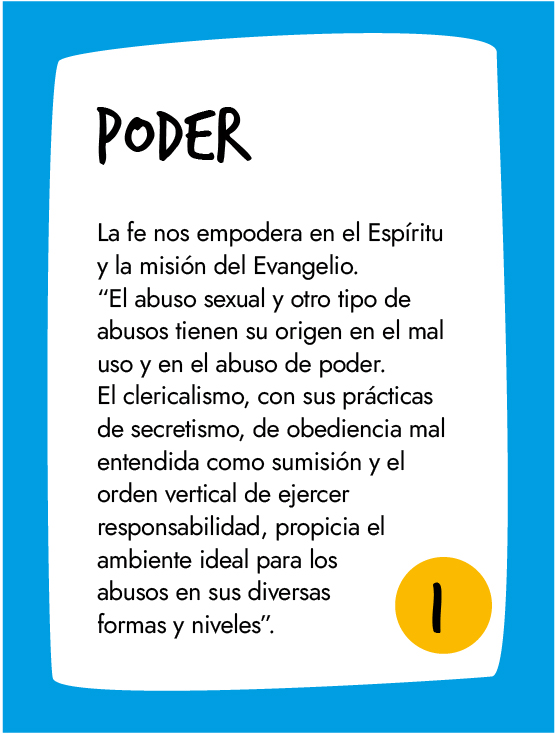 PODER
La fe nos empodera en el Espíritu
y la misión del Evangelio.
“El abuso sexual y otro tipo de
abusos tienen su origen en el mal
uso y en el abuso de poder.
El clericalismo, con sus prácticas
de secretismo, de obediencia mal
entendida como sumisión y el
orden vertical de ejercer
responsabilidad, propicia el
ambiente ideal para los
abusos en sus diversas
formas y niveles”.
1